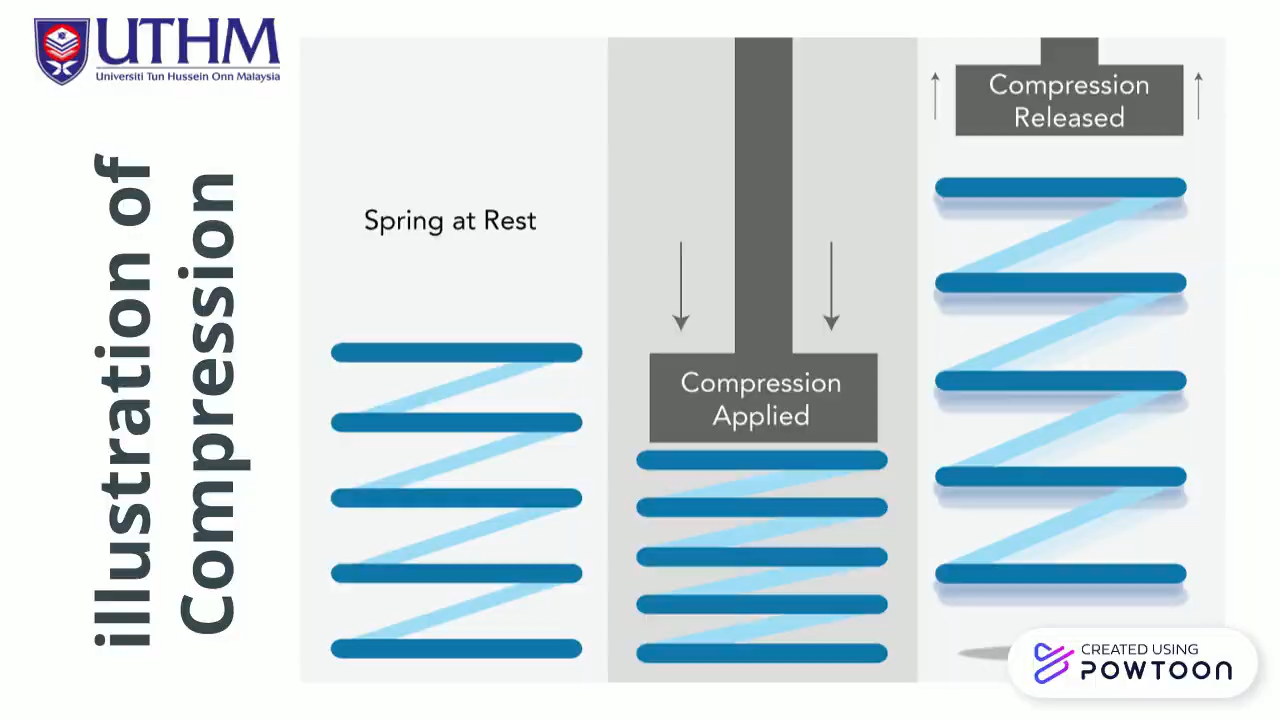 UTHM
Universiti Tun Hussein Onn Malaysia
illustration of
Compression
Spring at Rest
Compression
Applied
Compression
Released
CREATED USING
POWTOON